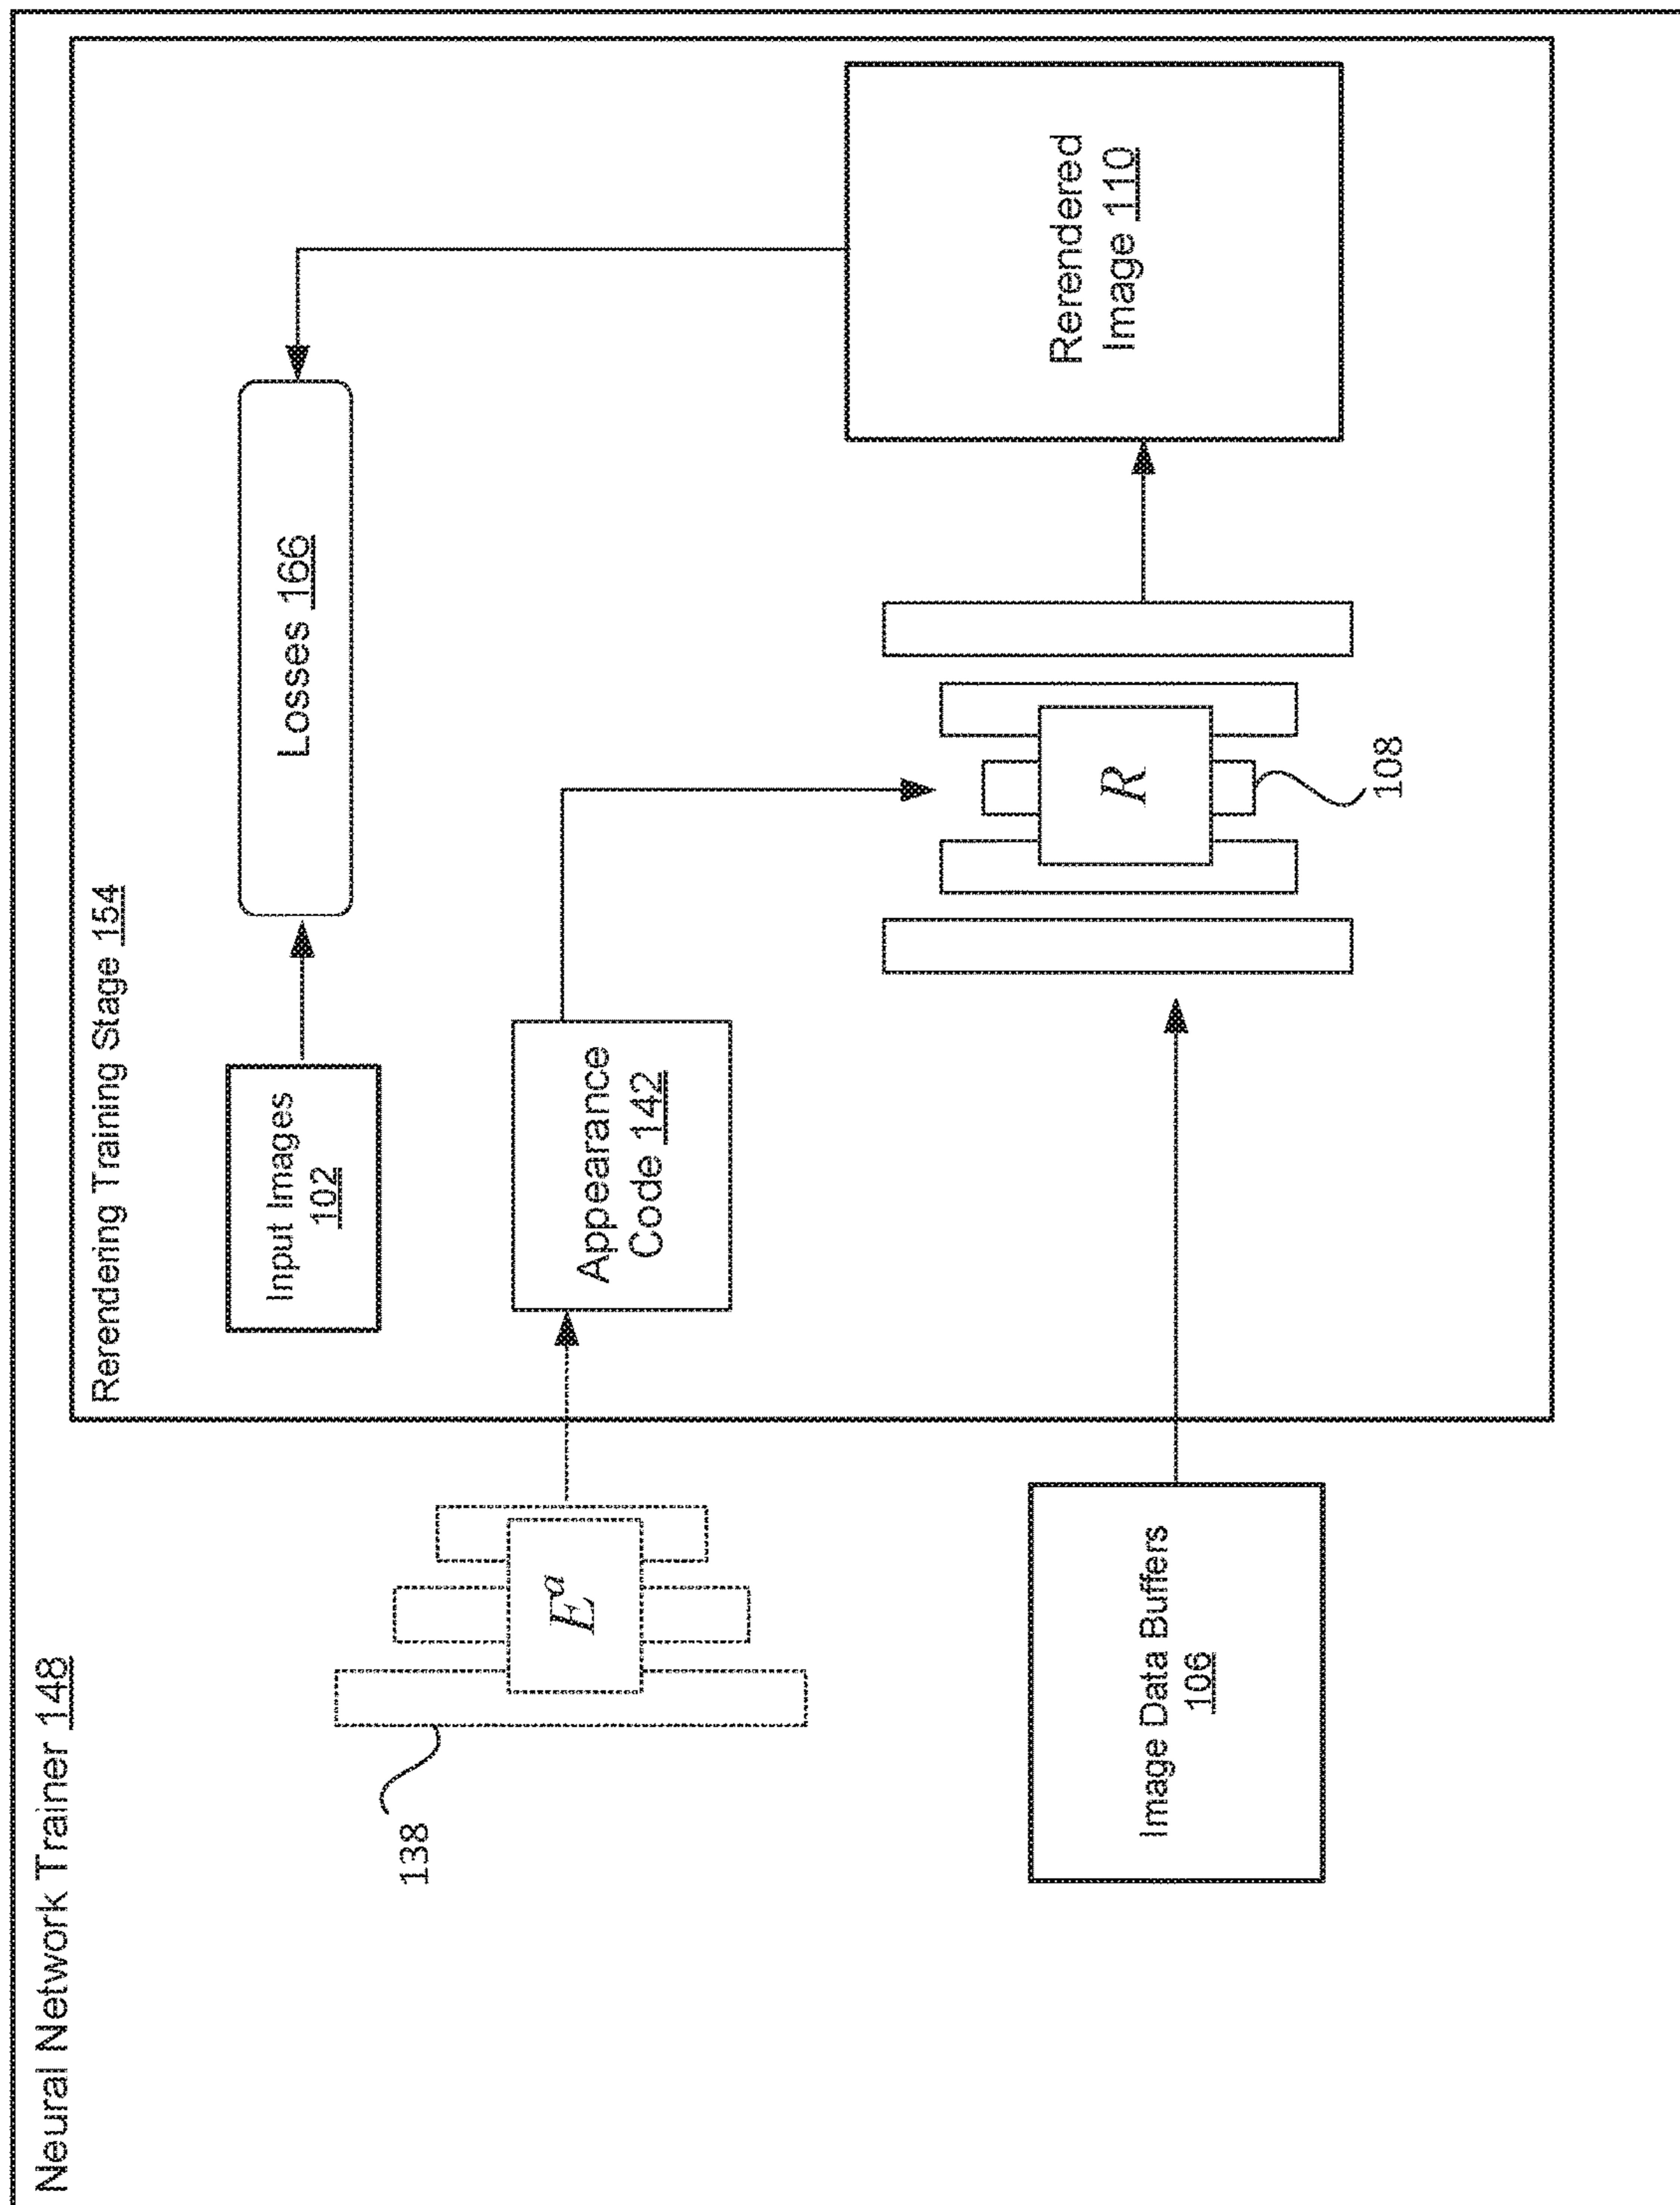 Neural Network Trainer 148
Rerendering Training Stage 154
Input Images
102
Losses 166
138
E^a
Appearance
Code 142
Image Data Buffers
106
R
108
Rerendered
Image 110